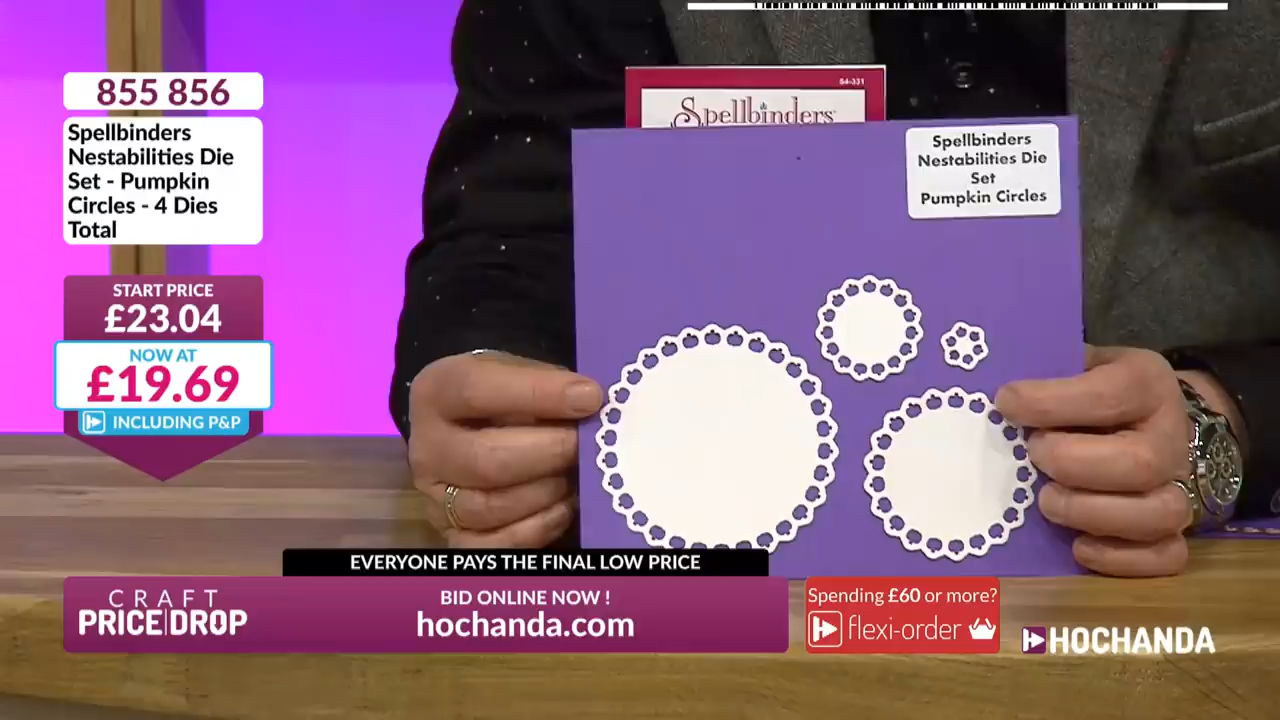 855 856
Spellbinders
Nestabilities Die
Set - Pumpkin
Circles - 4 Dies
Total
START PRICE
£23.04
NOW AT
£19.69
INCLUDING P&P
S4-331
Spellbinders
Spellbinders
Nestabilities Die
Set
Pumpkin Circles
EVERYONE PAYS THE FINAL LOW PRICE
CRAFT
PRICE DROP
BID ONLINE NOW !
hochanda.com
Spending £60 or more?
flexi-order
HOCHANDA